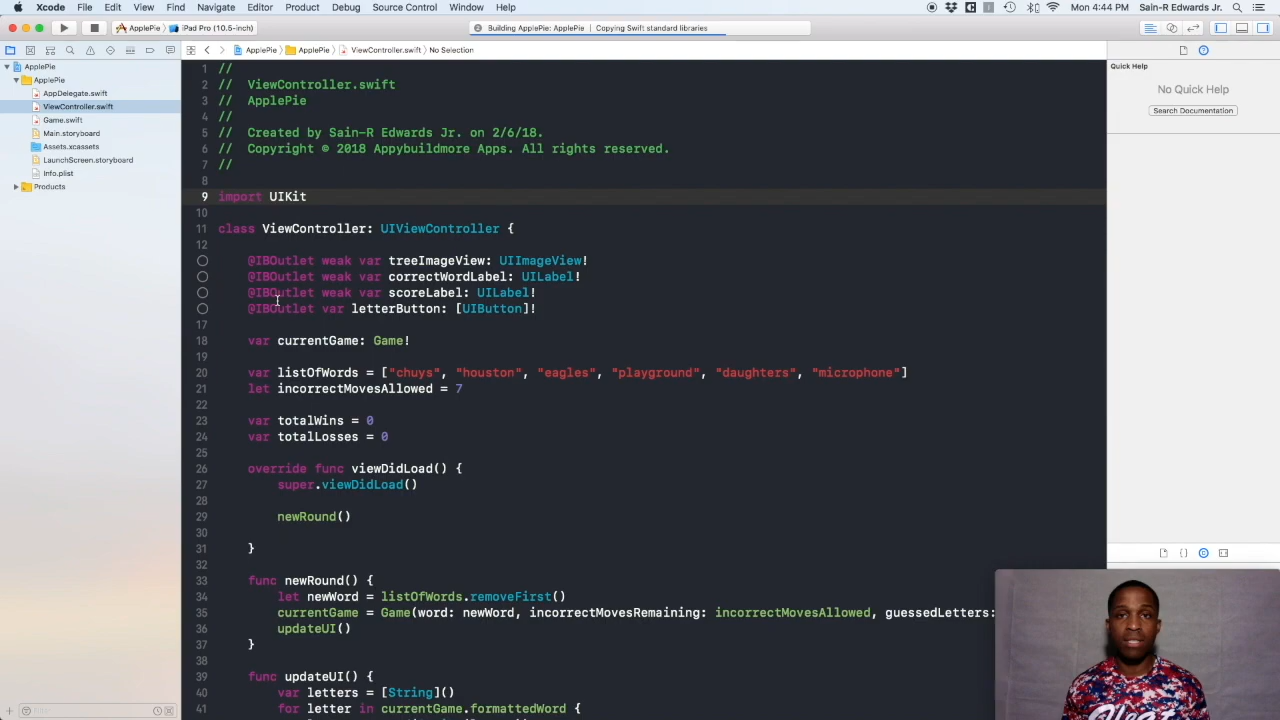 Xcode File Edit View Find Navigate Editor Product Debug Source Control Window Help Mon 4:44 PM Sain-R Edwards Jr.
ApplePie iPad Pro (10.5-inch) Building ApplePie: ApplePie Copying Swift standard libraries
ApplePie ApplePie ViewController.swift No Selection
ApplePie
ApplePie
AppDelegate.swift
ViewController.swift
Game.swift
Main.storyboard
Assets.xcassets
LaunchScreen.storyboard
Info.plist
Products
1 //
2 // ViewController.swift
3 // ApplePie
4 //
5 // Created by Sain-R Edwards Jr. on 2/6/18.
6 // Copyright © 2018 Appybuildmore Apps. All rights reserved.
7 //
8
9 import UIKit
10
11 class ViewController: UIViewController {
12
@IBOutlet weak var treeImageView: UIImageView!
@IBOutlet weak var correctWordLabel: UILabel!
@IBOutlet weak var scoreLabel: UILabel!
@IBOutlet var letterButton: [UIButton]!
17
18 var currentGame: Game!
19
20 var listOfWords = ["chuys", "houston", "eagles", "playground", "daughters", "microphone"]
21 let incorrectMovesAllowed = 7
22
23 var totalWins = 0
24 var totalLosses = 0
25
26 override func viewDidLoad() {
27 super.viewDidLoad()
28
29 newRound()
30
31 }
32
33 func newRound() {
34 let newWord = listOfWords.removeFirst()
35 currentGame = Game(word: newWord, incorrectMovesRemaining: incorrectMovesAllowed, guessedLetters:
36 updateUI()
37 }
38
39 func updateUI() {
40 var letters = [String]()
41 for letter in currentGame.formattedWord {
Quick Help
No Quick Help
Search Documentation